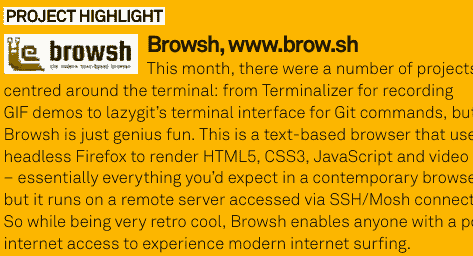 PROJECT HIGHLIGHT
browsh
Browsh, www.brow.sh
This month, there were a number of projects
centred around the terminal: from Terminalizer for recording
GIF demos to lazygit's terminal interface for Git commands, but
Browsh is just genius fun. This is a text-based browser that use
headless Firefox to render HTML5, CSS3, JavaScript and video
– essentially everything you'd expect in a contemporary browse
but it runs on a remote server accessed via SSH/Mosh connect
So while being very retro cool, Browsh enables anyone with a po
internet access to experience modern internet surfing.